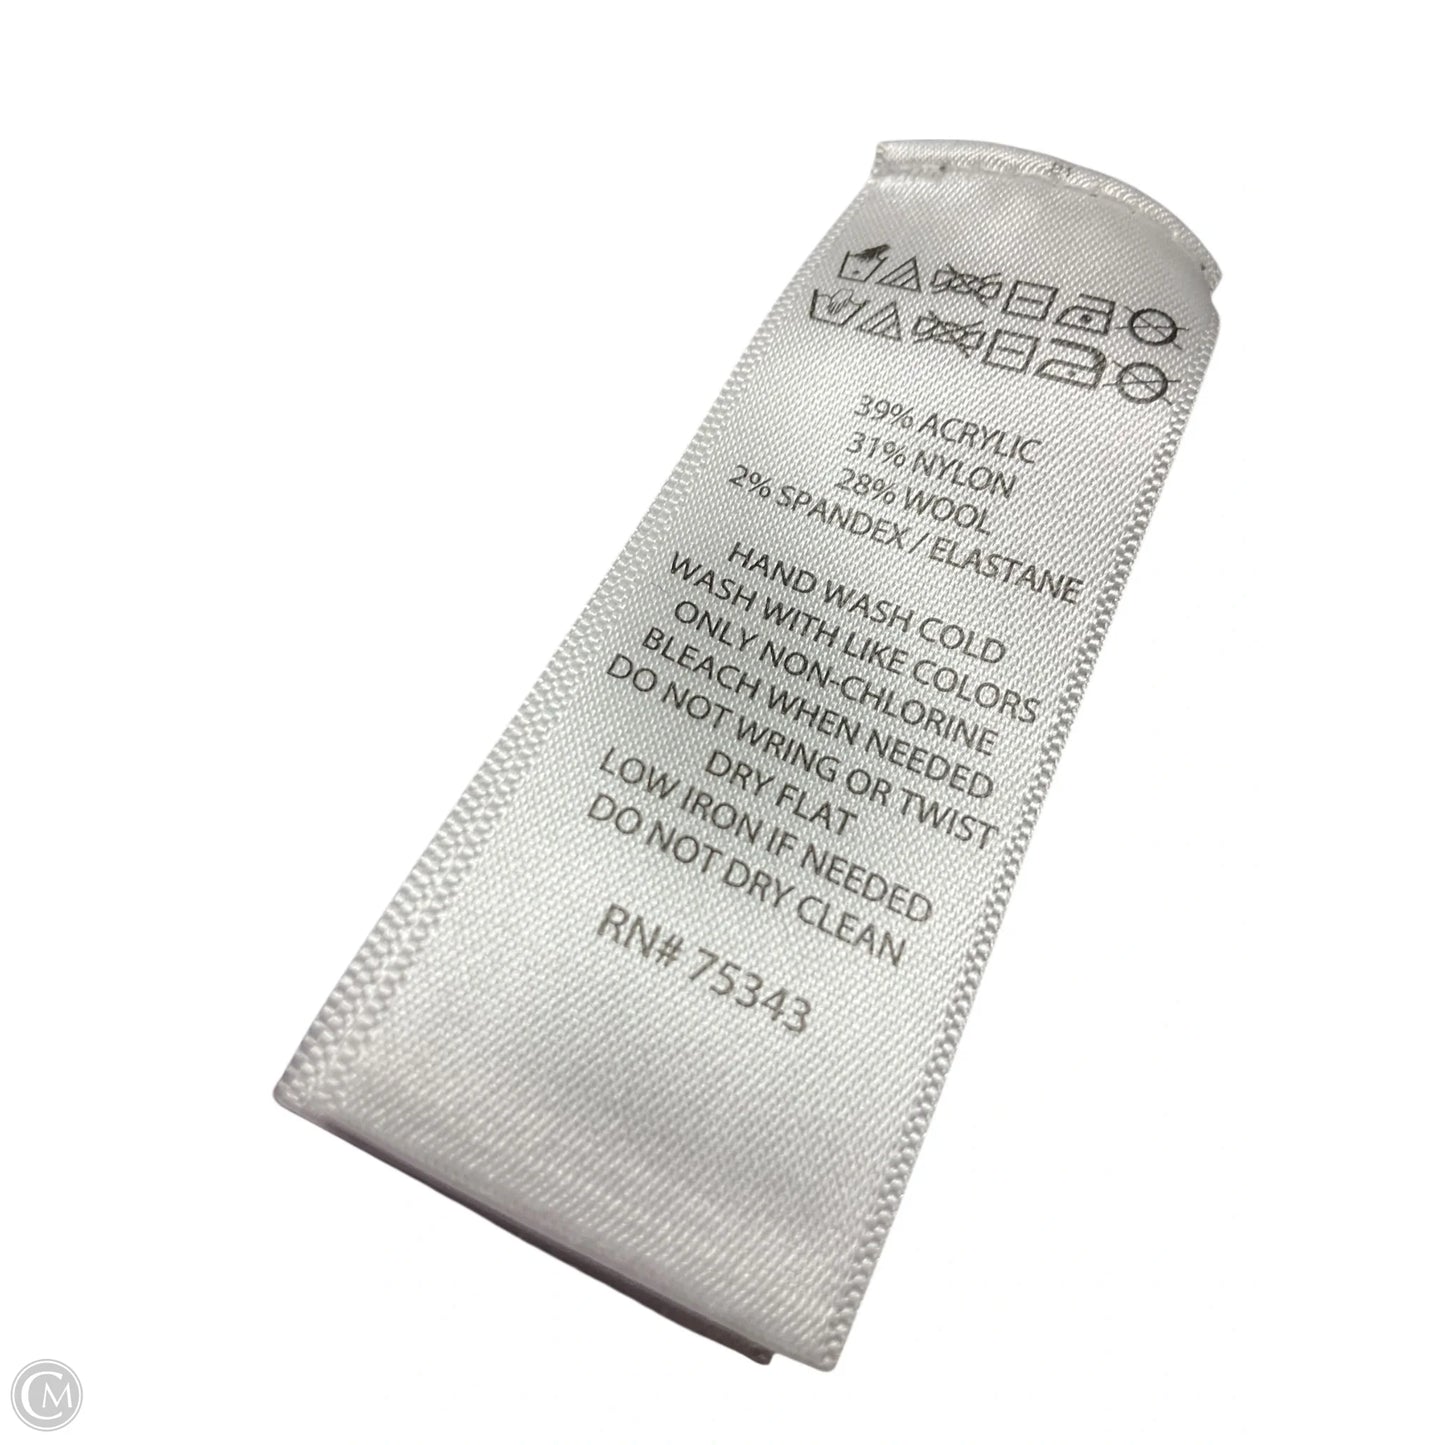 39% ACRYLIC
31% NYLON
28% WOOL
2% SPANDEX / ELASTANE
HAND WASH COLD
WASH WITH LIKE COLORS
ONLY NON-CHLORINE
BLEACH WHEN NEEDED
DO NOT WRING OR TWIST
DRY FLAT
LOW IRON IF NEEDED
DO NOT DRY CLEAN
RN# 75343
CM